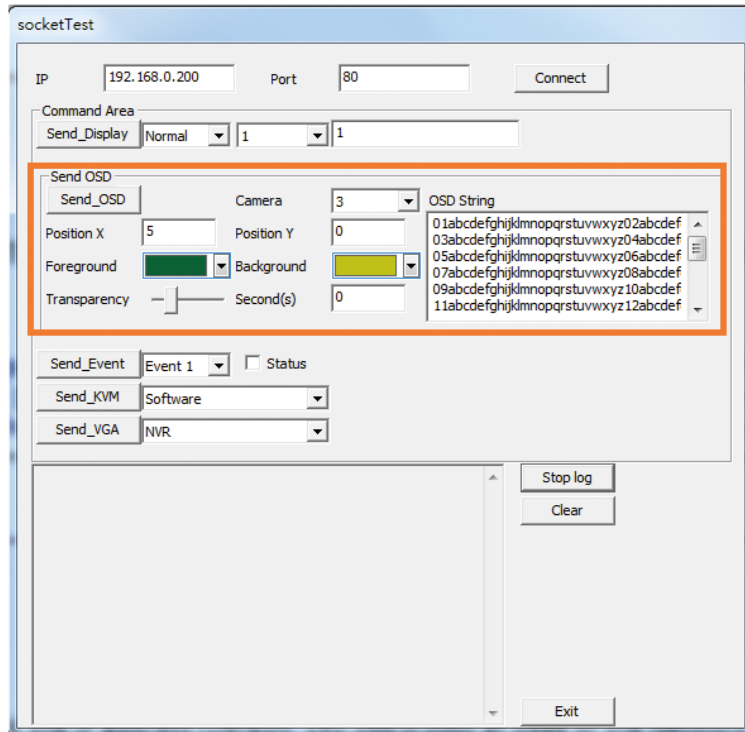 socketTest
IP 192.168.0.200 Port 80 Connect
Command Area
Send_Display Normal 1 1
Send OSD
Send_OSD Camera 3 OSD String
Position X 5 Position Y 0
Foreground Background
Transparency Second(s) 0
01abcdefghijklmnopqrstuvwxyz02abcdef
03abcdefghijklmnopqrstuvwxyz04abcdef
05abcdefghijklmnopqrstuvwxyz06abcdef
07abcdefghijklmnopqrstuvwxyz08abcdef
09abcdefghijklmnopqrstuvwxyz10abcdef
11abcdefghijklmnopqrstuvwxyz12abcdef
Send_Event Event 1 Status
Send_KVM Software
Send_VGA NVR
Stop log
Clear
Exit